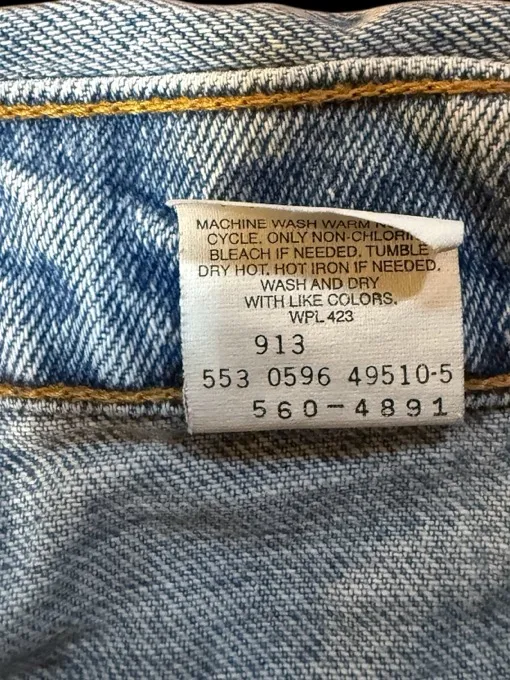 MACHINE WASH WARM
CYCLE. ONLY NON-CHLORI
BLEACH IF NEEDED. TUMBLE
DRY HOT. HOT IRON IF NEEDED.
WASH AND DRY
WITH LIKE COLORS.
WPL 423
913
553 0596 49510-5
560-4891